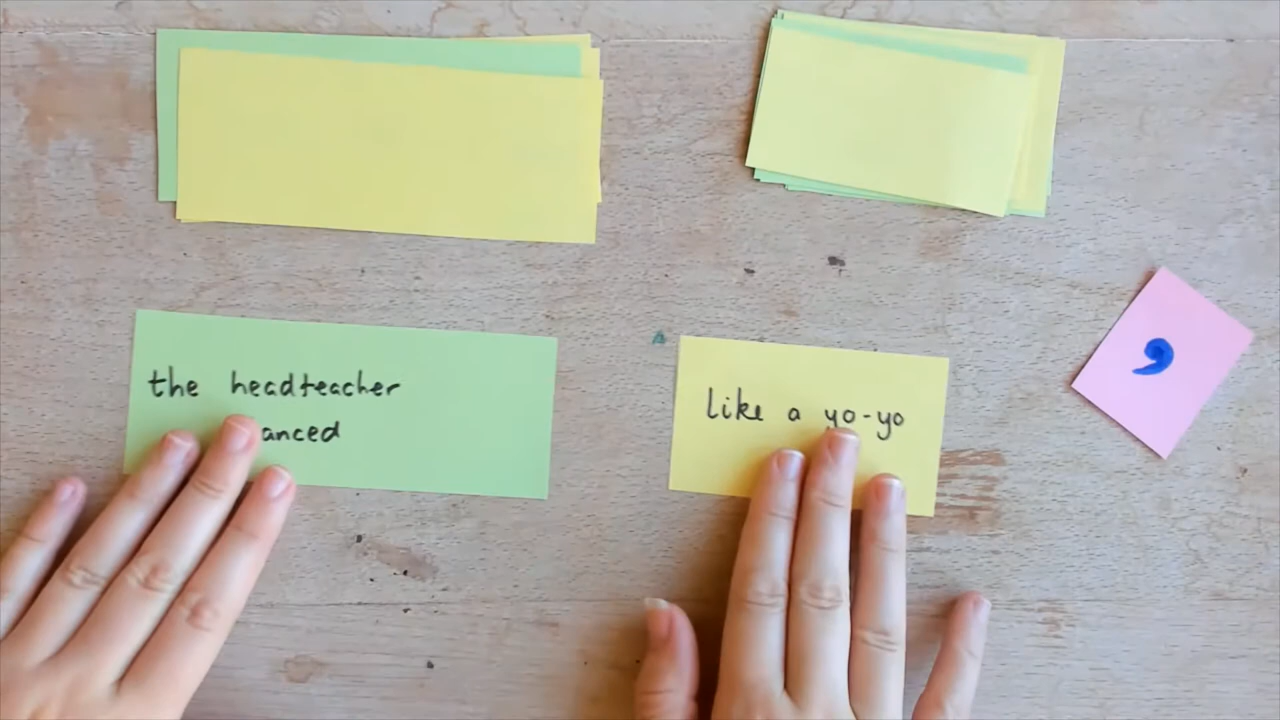 the headteacher
like a yo-yo
,